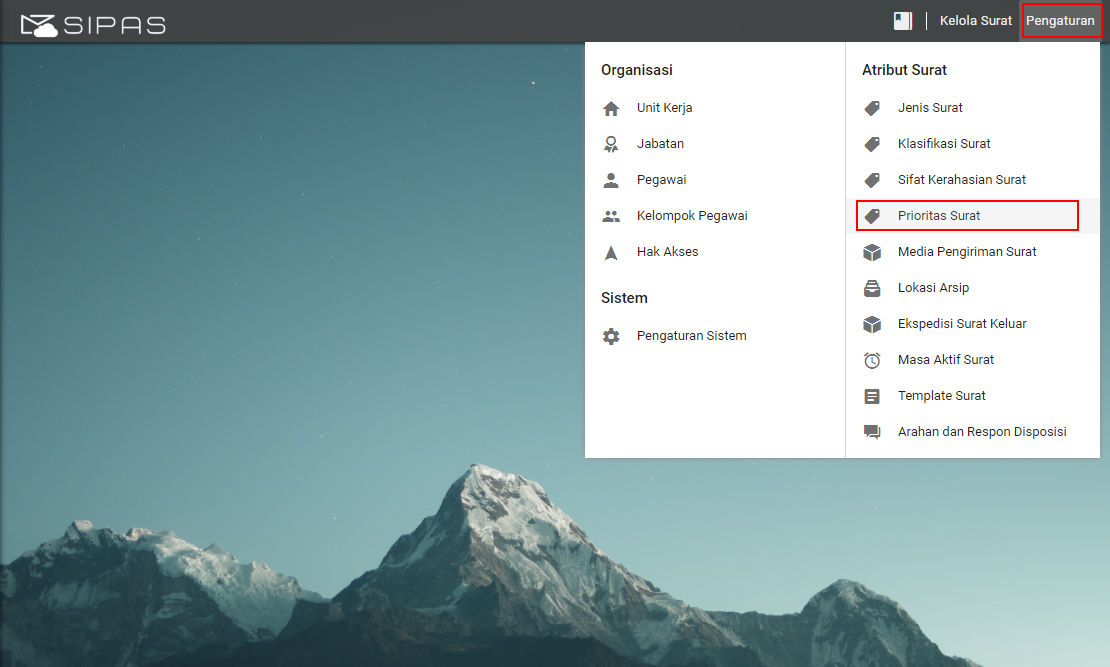 SIPAS
Kelola Surat
Pengaturan
Organisasi
Unit Kerja
Jabatan
Pegawai
Kelompok Pegawai
Hak Akses
Sistem
Pengaturan Sistem
Atribut Surat
Jenis Surat
Klasifikasi Surat
Sifat Kerahasian Surat
Prioritas Surat
Media Pengiriman Surat
Lokasi Arsip
Ekspedisi Surat Keluar
Masa Aktif Surat
Template Surat
Arahan dan Respon Disposisi